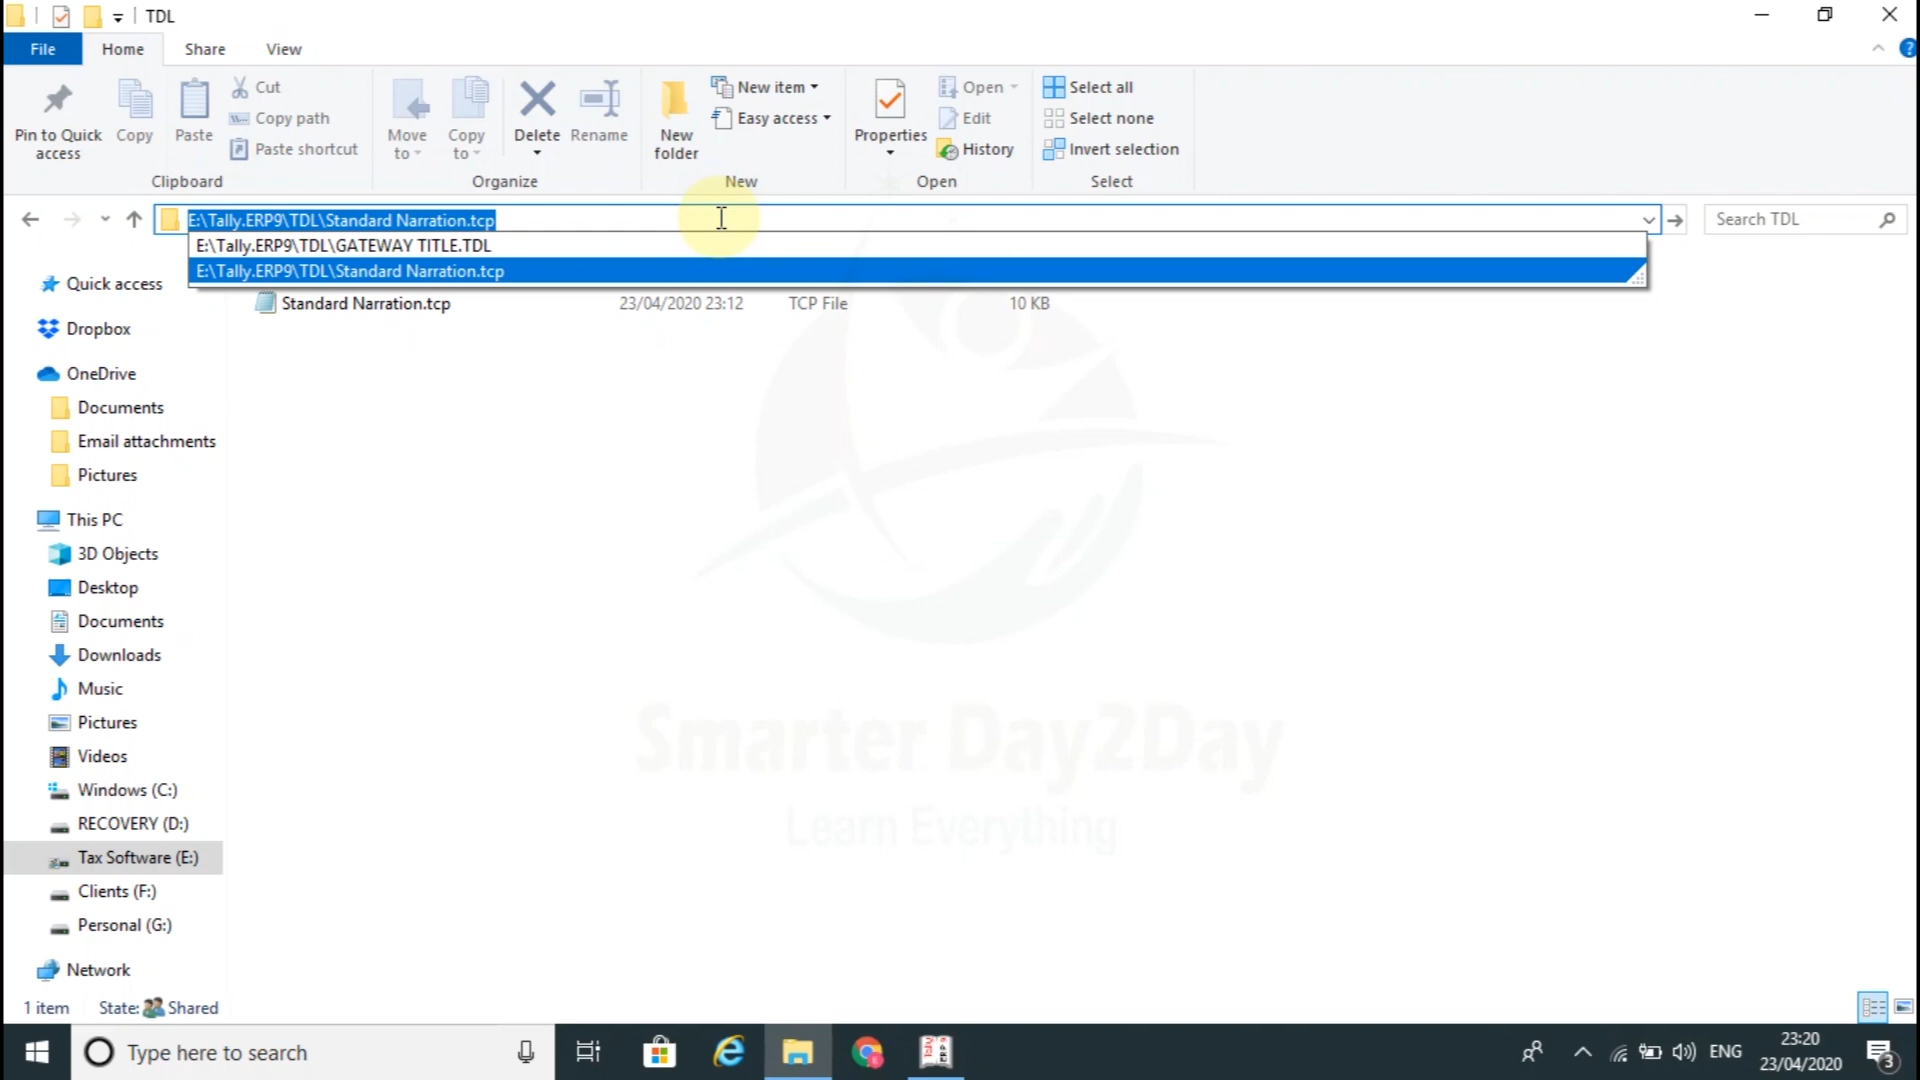 TDL
File Home Share View
Pin to Quick access
Copy
Paste
Cut
Copy path
Paste shortcut
Clipboard
Move to
Copy to
Delete
Rename
Organize
New folder
New item
Easy access
New
Properties
Open
Edit
History
Open
Select all
Select none
Invert selection
Select
E:\Tally.ERP9\TDL\Standard Narration.tcp
Search TDL
E:\Tally.ERP9\TDL\GATEWAY TITLE.TDL
E:\Tally.ERP9\TDL\Standard Narration.tcp
Standard Narration.tcp 23/04/2020 23:12 TCP File 10 KB
Quick access
Dropbox
OneDrive
Documents
Email attachments
Pictures
This PC
3D Objects
Desktop
Documents
Downloads
Music
Pictures
Videos
Windows (C:)
RECOVERY (D:)
Tax Software (E:)
Clients (F:)
Personal (G:)
Network
Smarter Day2Day
Learn Everything
1 item State: Shared
Type here to search
Tally ERP 9
ENG
23:20
23/04/2020
3